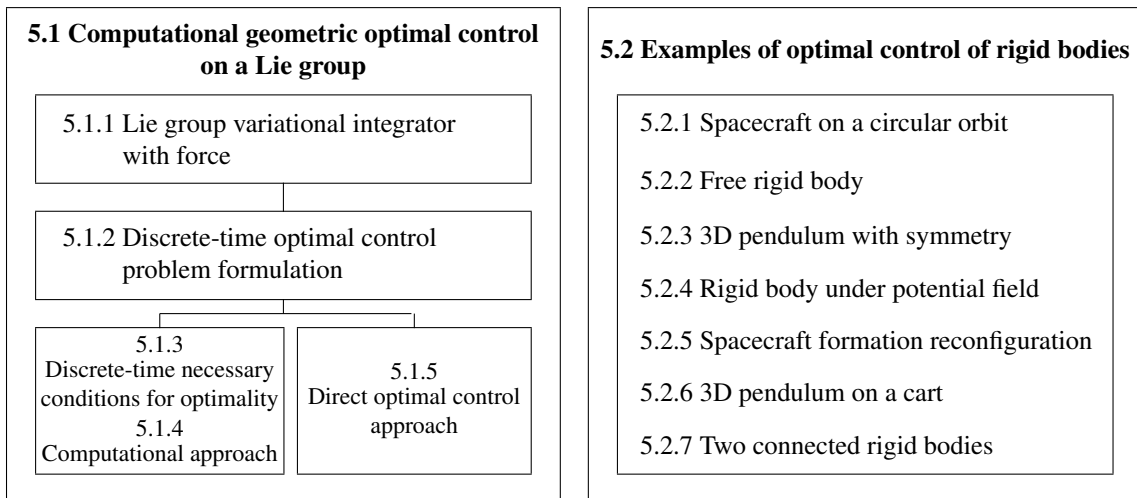 5.1 Computational geometric optimal control
on a Lie group
5.1.1 Lie group variational integrator
with force
5.1.2 Discrete-time optimal control
problem formulation
5.1.3
Discrete-time necessary
conditions for optimality
5.1.4
Computational approach
5.1.5
Direct optimal control
approach
5.2 Examples of optimal control of rigid bodies
5.2.1 Spacecraft on a circular orbit
5.2.2 Free rigid body
5.2.3 3D pendulum with symmetry
5.2.4 Rigid body under potential field
5.2.5 Spacecraft formation reconfiguration
5.2.6 3D pendulum on a cart
5.2.7 Two connected rigid bodies